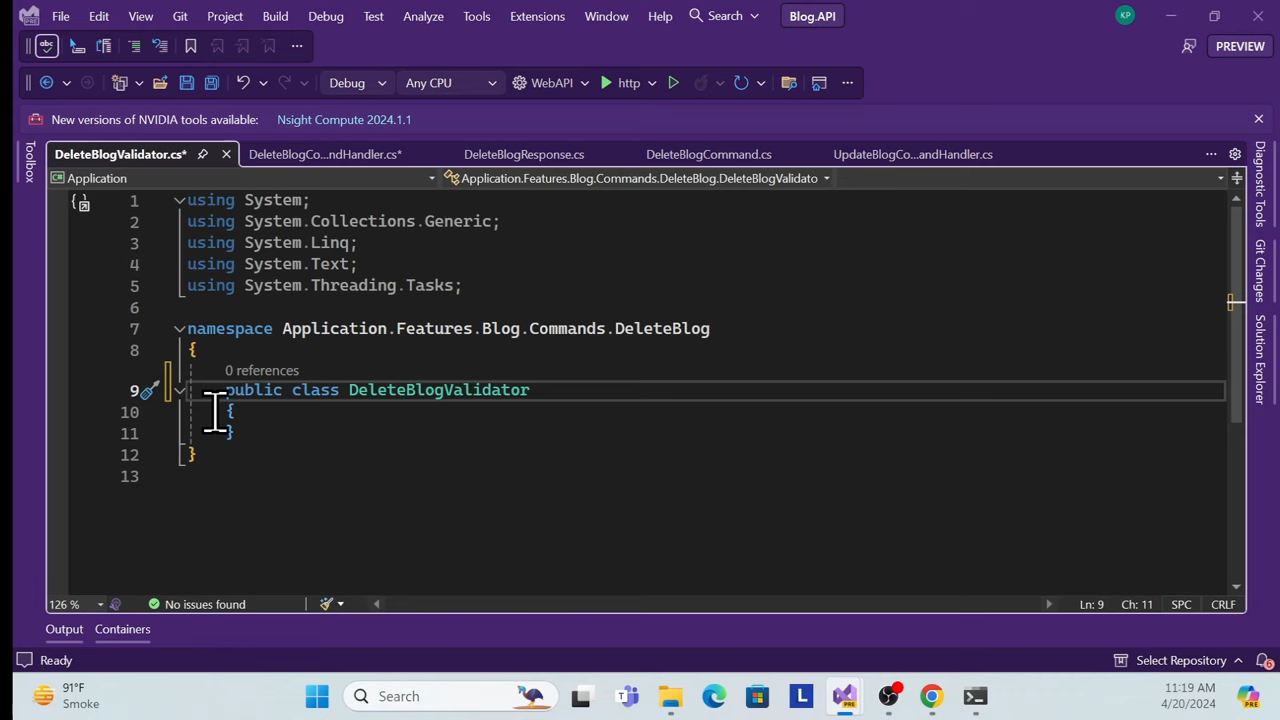 File Edit View Git Project Build Debug Test Analyze Tools Extensions Window Help Search Blog.API KP
abc PREVIEW
Debug Any CPU WebAPI http
New versions of NVIDIA tools available: Nsight Compute 2024.1.1
Toolbox
DeleteBlogValidator.cs* DeleteBlogCo...ndHandler.cs* DeleteBlogResponse.cs DeleteBlogCommand.cs UpdateBlogCo...andHandler.cs
Application Application.Features.Blog.Commands.DeleteBlog.DeleteBlogValidato
1 using System;
2 using System.Collections.Generic;
3 using System.Linq;
4 using System.Text;
5 using System.Threading.Tasks;
6
7 namespace Application.Features.Blog.Commands.DeleteBlog
8 {
0 references
9 public class DeleteBlogValidator
10 {
11 }
12 }
13
Diagnostic Tools
Git Changes
Solution Explorer
126 % No issues found Ln: 9 Ch: 11 SPC CRLF
Output Containers
Ready Select Repository 6
91°F
Smoke
Search
PRE
L
11:19 AM
4/20/2024
PRE